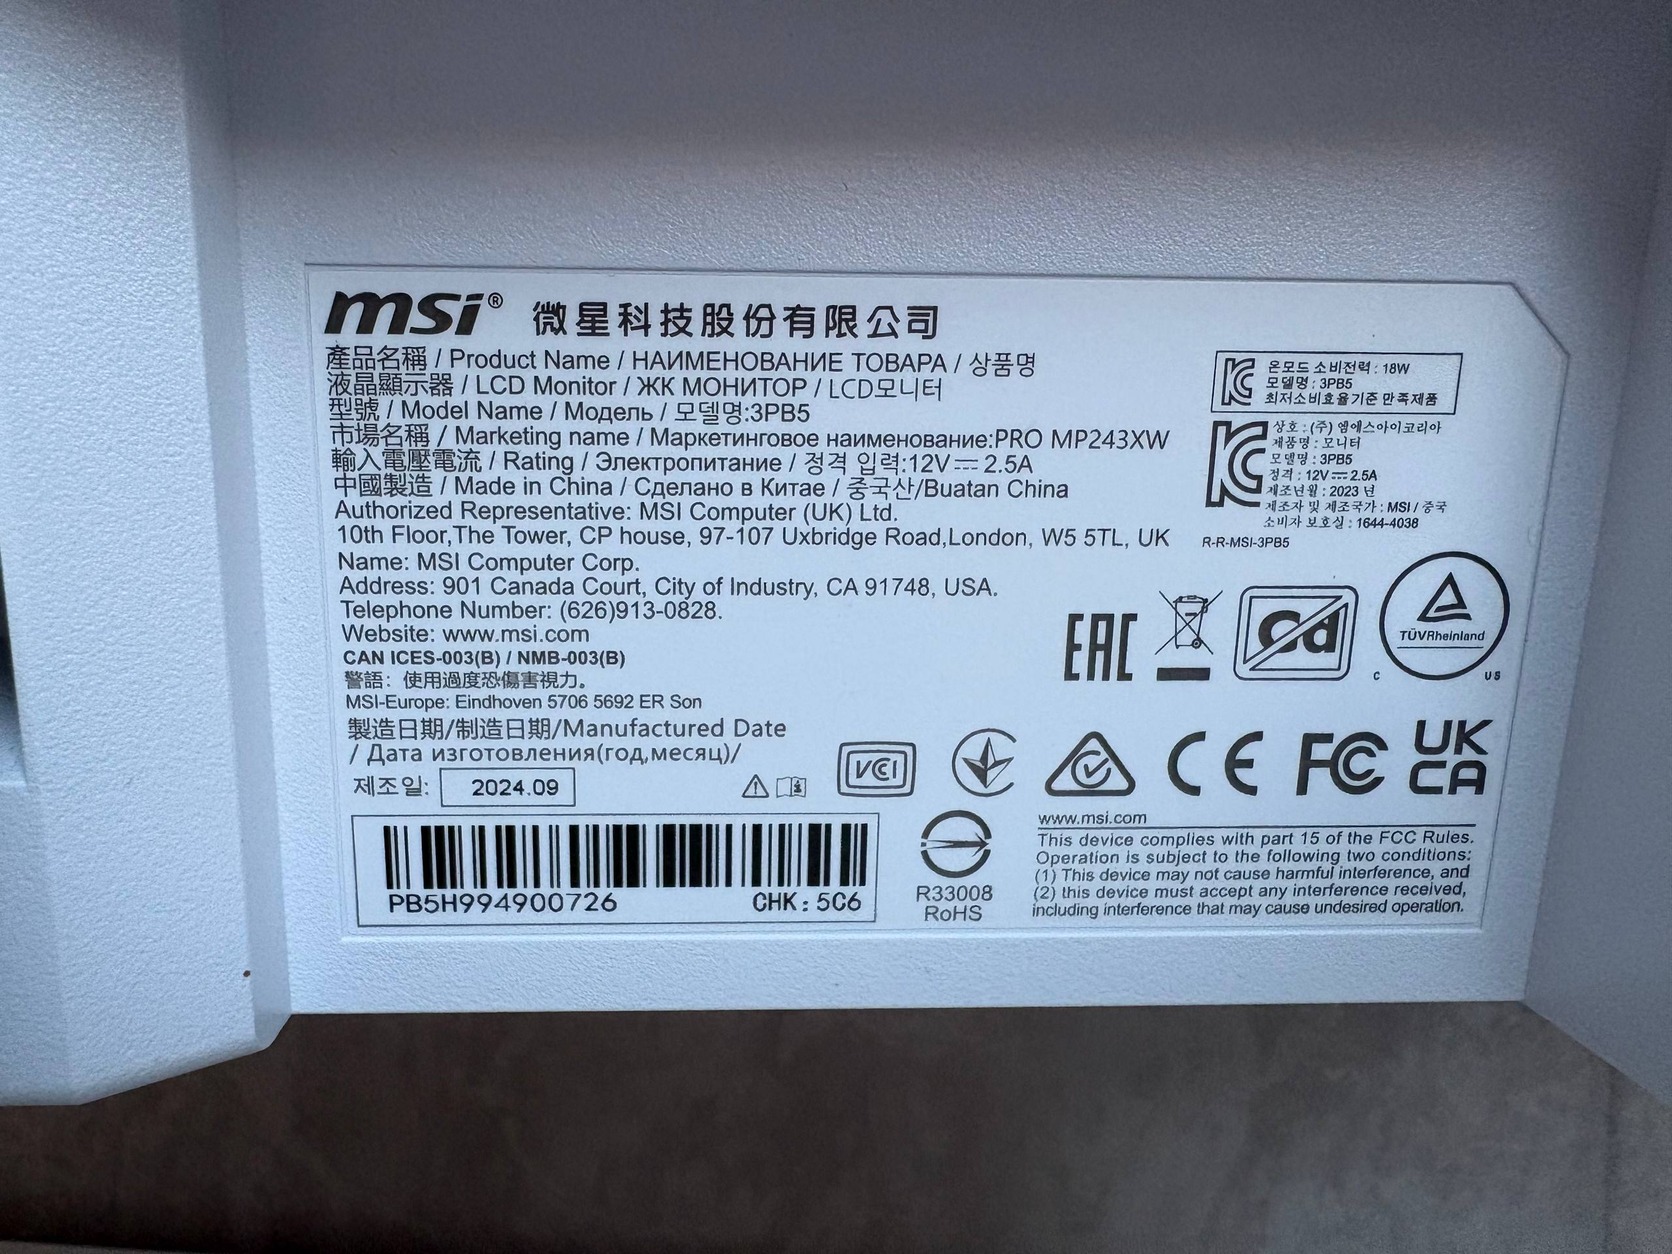 msi® 微星科技股份有限公司
產品名稱 / Product Name / НАИМЕНОВАНИЕ ТОВАРА / 상품명
液晶顯示器 / LCD Monitor / ЖК МОНИТОР / LCD모니터
型號 / Model Name / Модель / 모델명:3PB5
市場名稱 / Marketing name / Маркетинговое наименование:PRO MP243XW
輸入電壓電流 / Rating / Электропитание / 정격 입력:12V⎓ 2.5A
中國製造 / Made in China / Сделано в Китае / 중국산/Buatan China
Authorized Representative: MSI Computer (UK) Ltd.
10th Floor,The Tower, CP house, 97-107 Uxbridge Road,London, W5 5TL, UK
Name: MSI Computer Corp.
Address: 901 Canada Court, City of Industry, CA 91748, USA.
Telephone Number: (626)913-0828.
Website: www.msi.com
CAN ICES-003(B) / NMB-003(B)
警語：使用過度恐傷害視力。
MSI-Europe: Eindhoven 5706 5692 ER Son
製造日期/制造日期/Manufactured Date
/ Дата изготовления(год,месяц)/
제조일: 2024.09
PB5H994900726 CHK : 5C6
온모드 소비전력 : 18W
모델명 : 3PB5
최저소비효율기준 만족제품
상호 : (주) 엠에스아이코리아
제품명 : 모니터
모델명 : 3PB5
정격 : 12V⎓ 2.5A
제조년월 : 2023 년
제조자 및 제조국가 : MSI / 중국
소비자 보호실 : 1644-4038
R-R-MSI-3PB5
EAC
Cd
TÜVRheinland
C US
VCCI
CE
FC
UK
CA
R33008
RoHS
www.msi.com
This device complies with part 15 of the FCC Rules.
Operation is subject to the following two conditions:
(1) This device may not cause harmful interference, and
(2) this device must accept any interference received,
including interference that may cause undesired operation.